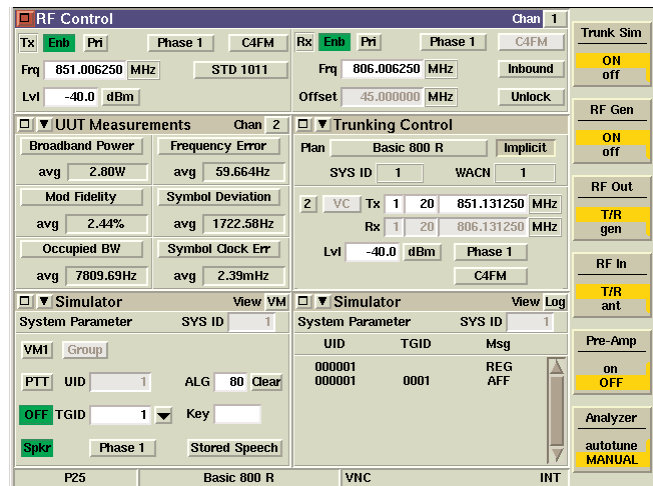 RF Control Chan 1
Tx Enb Pri Phase 1 C4FM
Frq 851.006250 MHz STD 1011
Lvl -40.0 dBm
Rx Enb Pri Phase 1 C4FM
Frq 806.006250 MHz Inbound
Offset 45.000000 MHz Unlock
UUT Measurements Chan 2
Broadband Power Frequency Error
avg 2.80W avg 59.664Hz
Mod Fidelity Symbol Deviation
avg 2.44% avg 1722.58Hz
Occupied BW Symbol Clock Err
avg 7809.69Hz avg 2.39mHz
Trunking Control
Plan Basic 800 R Implicit
SYS ID 1 WACN 1
2 VC Tx 1 20 851.131250 MHz
Rx 1 20 806.131250 MHz
Lvl -40.0 dBm Phase 1
C4FM
Simulator View VM
System Parameter SYS ID 1
VM1 Group
PTT UID 1 ALG 80 Clear
OFF TGID 1 Key
Spkr Phase 1 Stored Speech
Simulator View Log
System Parameter SYS ID 1
UID TGID Msg
000001 REG
000001 0001 AFF
P25 Basic 800 R VNC INT
Trunk Sim
ON
off
RF Gen
ON
off
RF Out
T/R
gen
RF In
T/R
ant
Pre-Amp
on
OFF
Analyzer
autotune
MANUAL